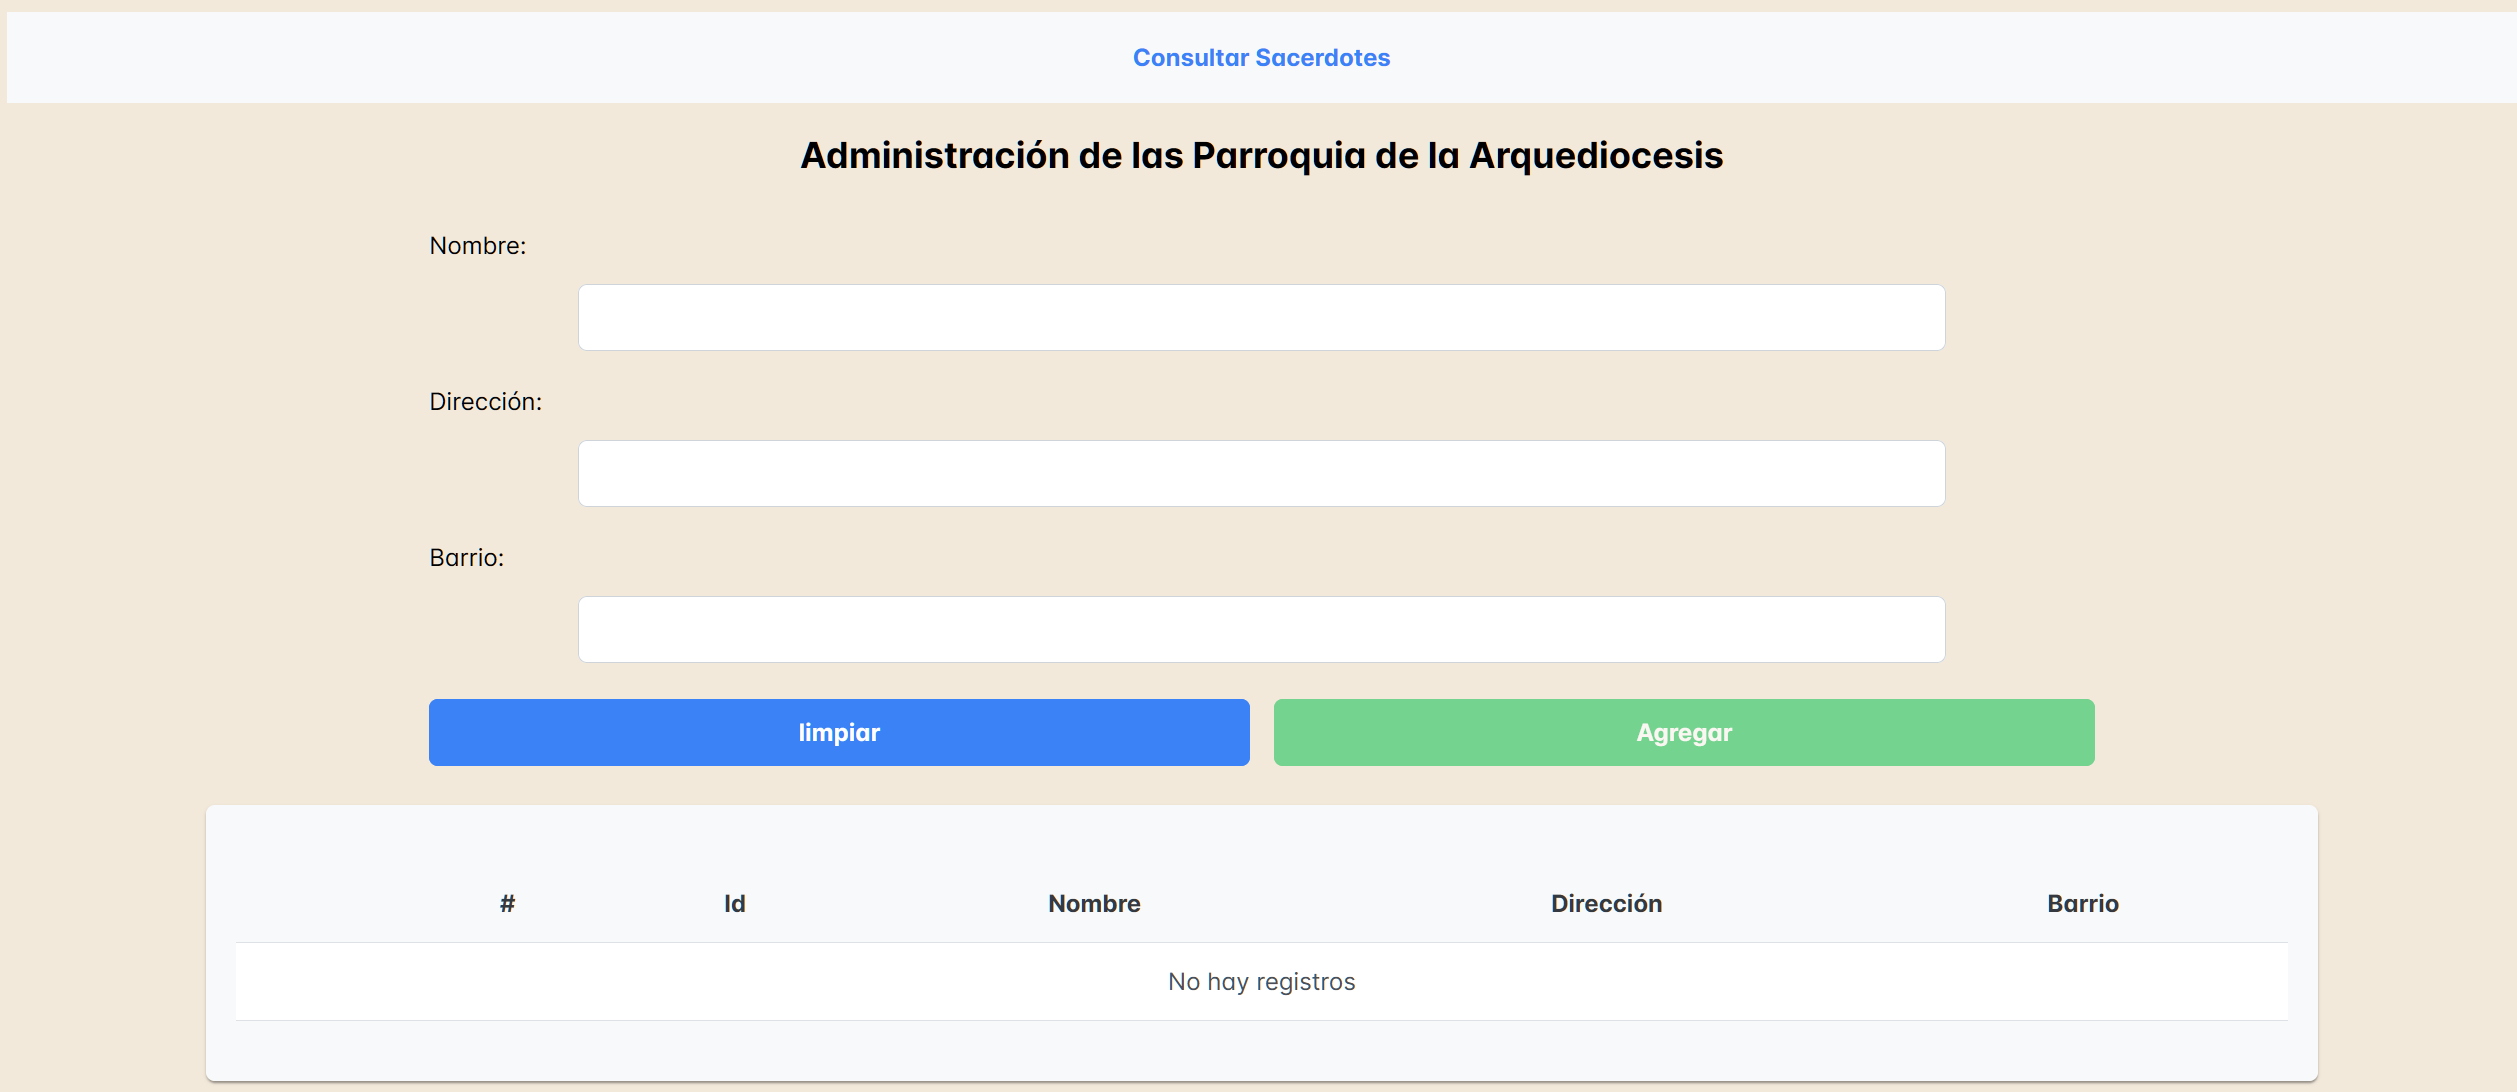 Consultar Sacerdotes
Administración de las Parroquia de la Arquediocesis
Nombre:
Dirección:
Barrio:
limpiar Agregar
# Id Nombre Dirección Barrio
No hay registros